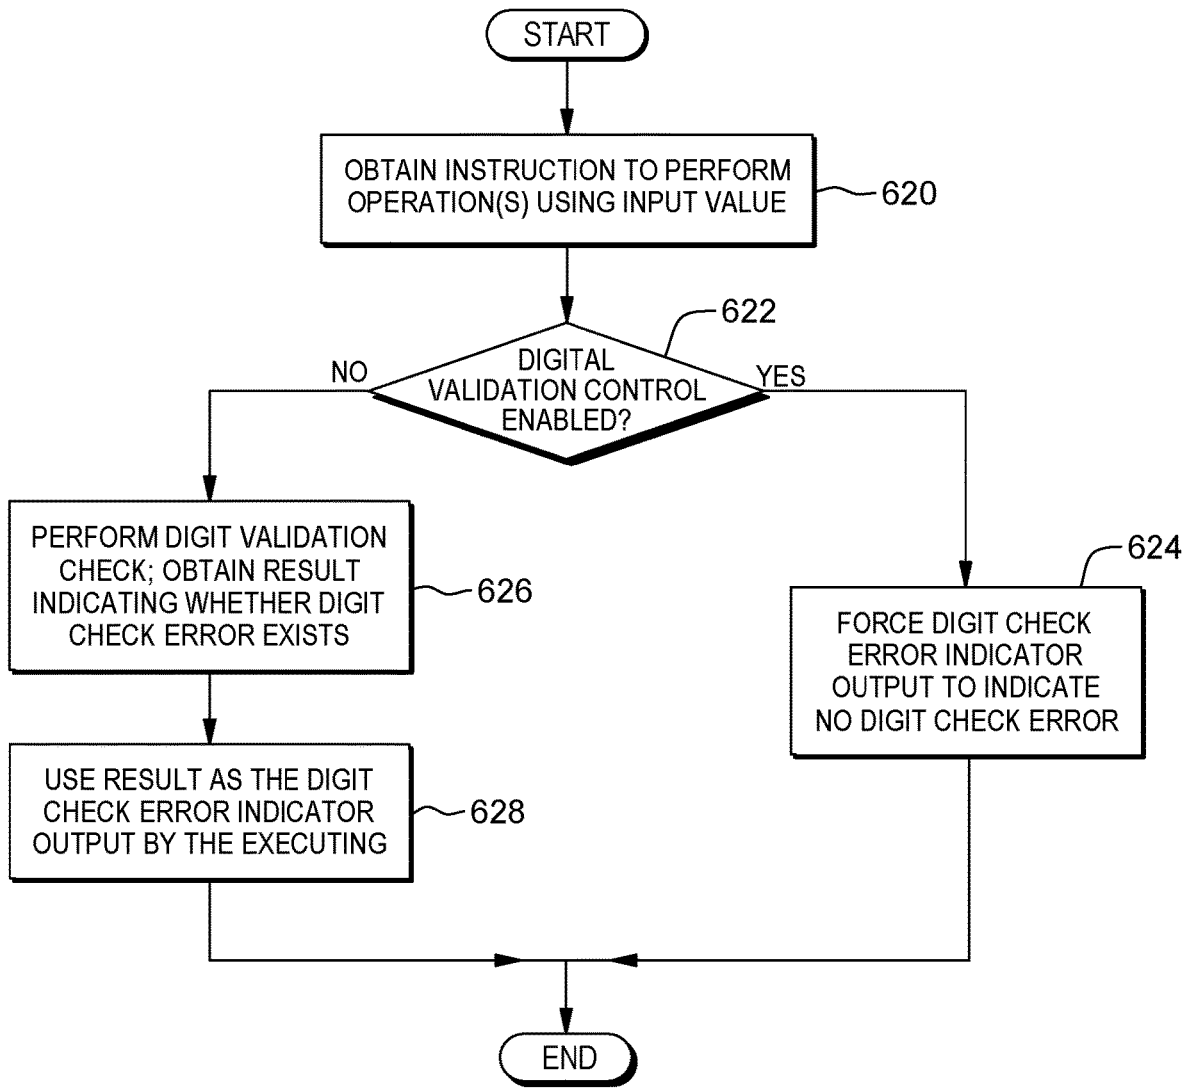 START
OBTAIN INSTRUCTION TO PERFORM
OPERATION(S) USING INPUT VALUE
620
622
DIGITAL
VALIDATION CONTROL
ENABLED?
NO
YES
PERFORM DIGIT VALIDATION
CHECK; OBTAIN RESULT
INDICATING WHETHER DIGIT
CHECK ERROR EXISTS
626
624
FORCE DIGIT CHECK
ERROR INDICATOR
OUTPUT TO INDICATE
NO DIGIT CHECK ERROR
USE RESULT AS THE DIGIT
CHECK ERROR INDICATOR
OUTPUT BY THE EXECUTING
628
END